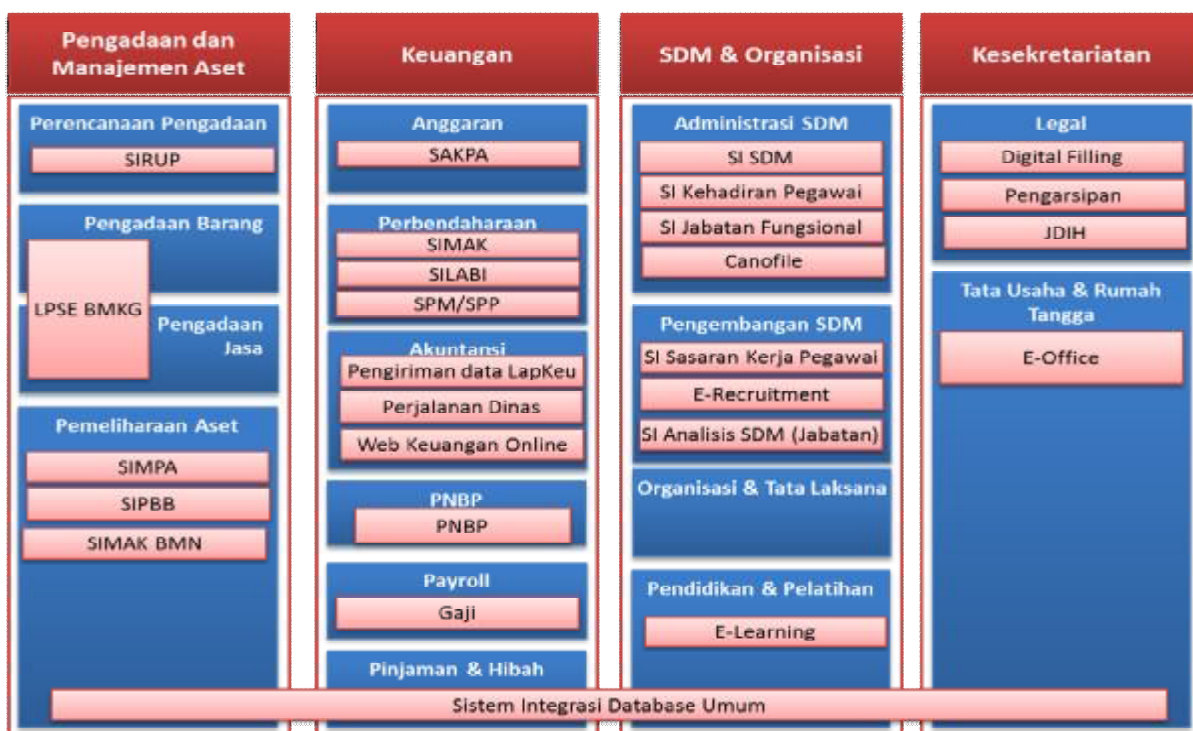 Pengadaan dan
Manajemen Aset
Perencanaan Pengadaan
SIRUP
Pengadaan Barang
LPSE BMKG
Pengadaan
Jasa
Pemeliharaan Aset
SIMPA
SIPBB
SIMAK BMN
Keuangan
Anggaran
SAKPA
Perbendaharaan
SIMAK
SILABI
SPM/SPP
Akuntansi
Pengiriman data LapKeu
Perjalanan Dinas
Web Keuangan Online
PNBP
PNBP
Payroll
Gaji
Pinjaman & Hibah
SDM & Organisasi
Administrasi SDM
SI SDM
SI Kehadiran Pegawai
SI Jabatan Fungsional
Canofile
Pengembangan SDM
SI Sasaran Kerja Pegawai
E-Recruitment
SI Analisis SDM (Jabatan)
Organisasi & Tata Laksana
Pendidikan & Pelatihan
E-Learning
Kesekretariatan
Legal
Digital Filling
Pengarsipan
JDIH
Tata Usaha & Rumah
Tangga
E-Office
Sistem Integrasi Database Umum